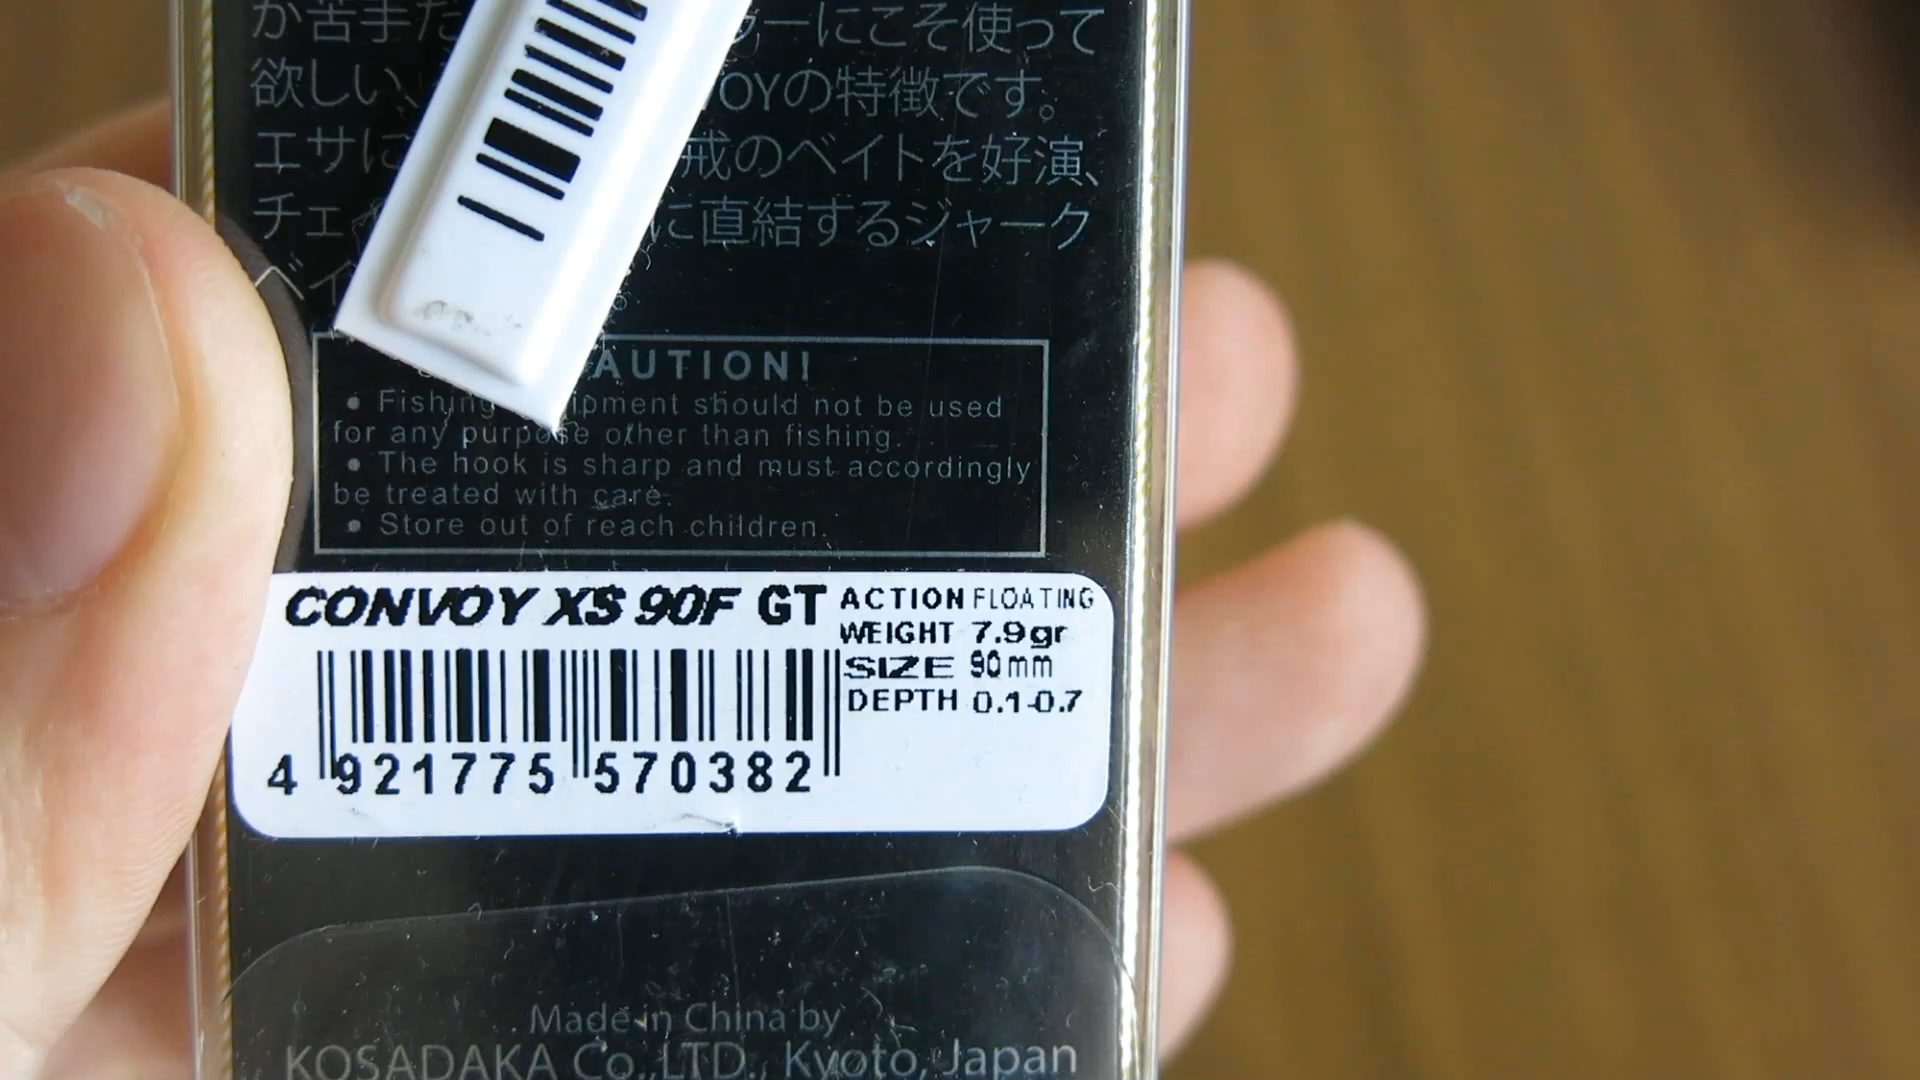 か苦手だ ーにこそ使って
欲しい、 VOYの特徴です。
エサに 戒のベイトを好演、
チェ に直結するジャーク
ベイ
AUTION!
• Fishing ipment should not be used
for any purpose other than fishing.
• The hook is sharp and must accordingly
be treated with care.
• Store out of reach children.
CONVOY XS 90F GT
ACTION FLOATING
WEIGHT 7.9gr
SIZE 90mm
DEPTH 0.1-0.7
4 921775 570382
Made in China by
KOSADAKA Co.,LTD., Kyoto, Japan